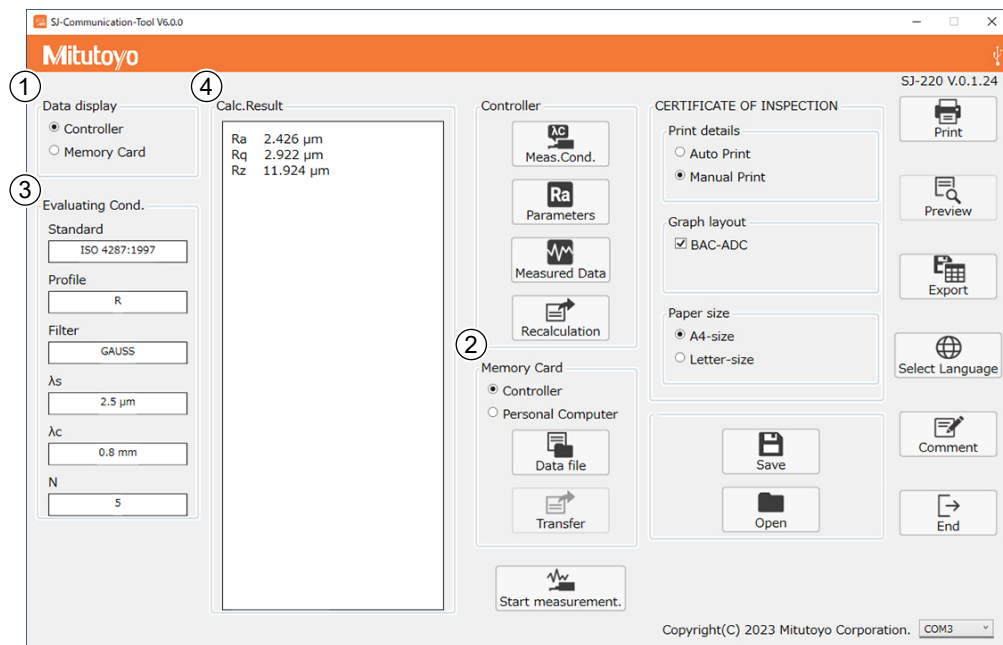 SJ-Communication-Tool V6.0.0
Mitutoyo
SJ-220 V.0.1.24
1
Data display
Controller
Memory Card
3
Evaluating Cond.
Standard
ISO 4287:1997
Profile
R
Filter
GAUSS
λs
2.5 µm
λc
0.8 mm
N
5
4
Calc.Result
Ra 2.426 µm
Rq 2.922 µm
Rz 11.924 µm
Controller
λC
Meas.Cond.
Ra
Parameters
Measured Data
Recalculation
2
Memory Card
Controller
Personal Computer
Data file
Transfer
Start measurement.
CERTIFICATE OF INSPECTION
Print details
Auto Print
Manual Print
Graph layout
BAC-ADC
Paper size
A4-size
Letter-size
Save
Open
Print
Preview
Export
Select Language
Comment
End
Copyright(C) 2023 Mitutoyo Corporation.
COM3